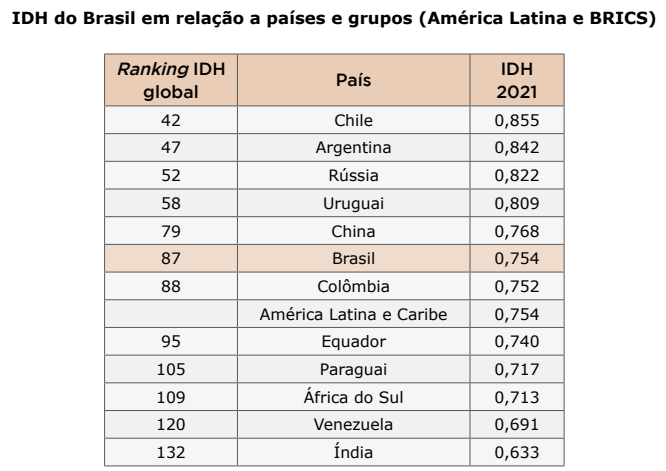 IDH do Brasil em relação a países e grupos (América Latina e BRICS)
Ranking IDH global País IDH 2021
42 Chile 0,855
47 Argentina 0,842
52 Rússia 0,822
58 Uruguai 0,809
79 China 0,768
87 Brasil 0,754
88 Colômbia 0,752
América Latina e Caribe 0,754
95 Equador 0,740
105 Paraguai 0,717
109 África do Sul 0,713
120 Venezuela 0,691
132 Índia 0,633